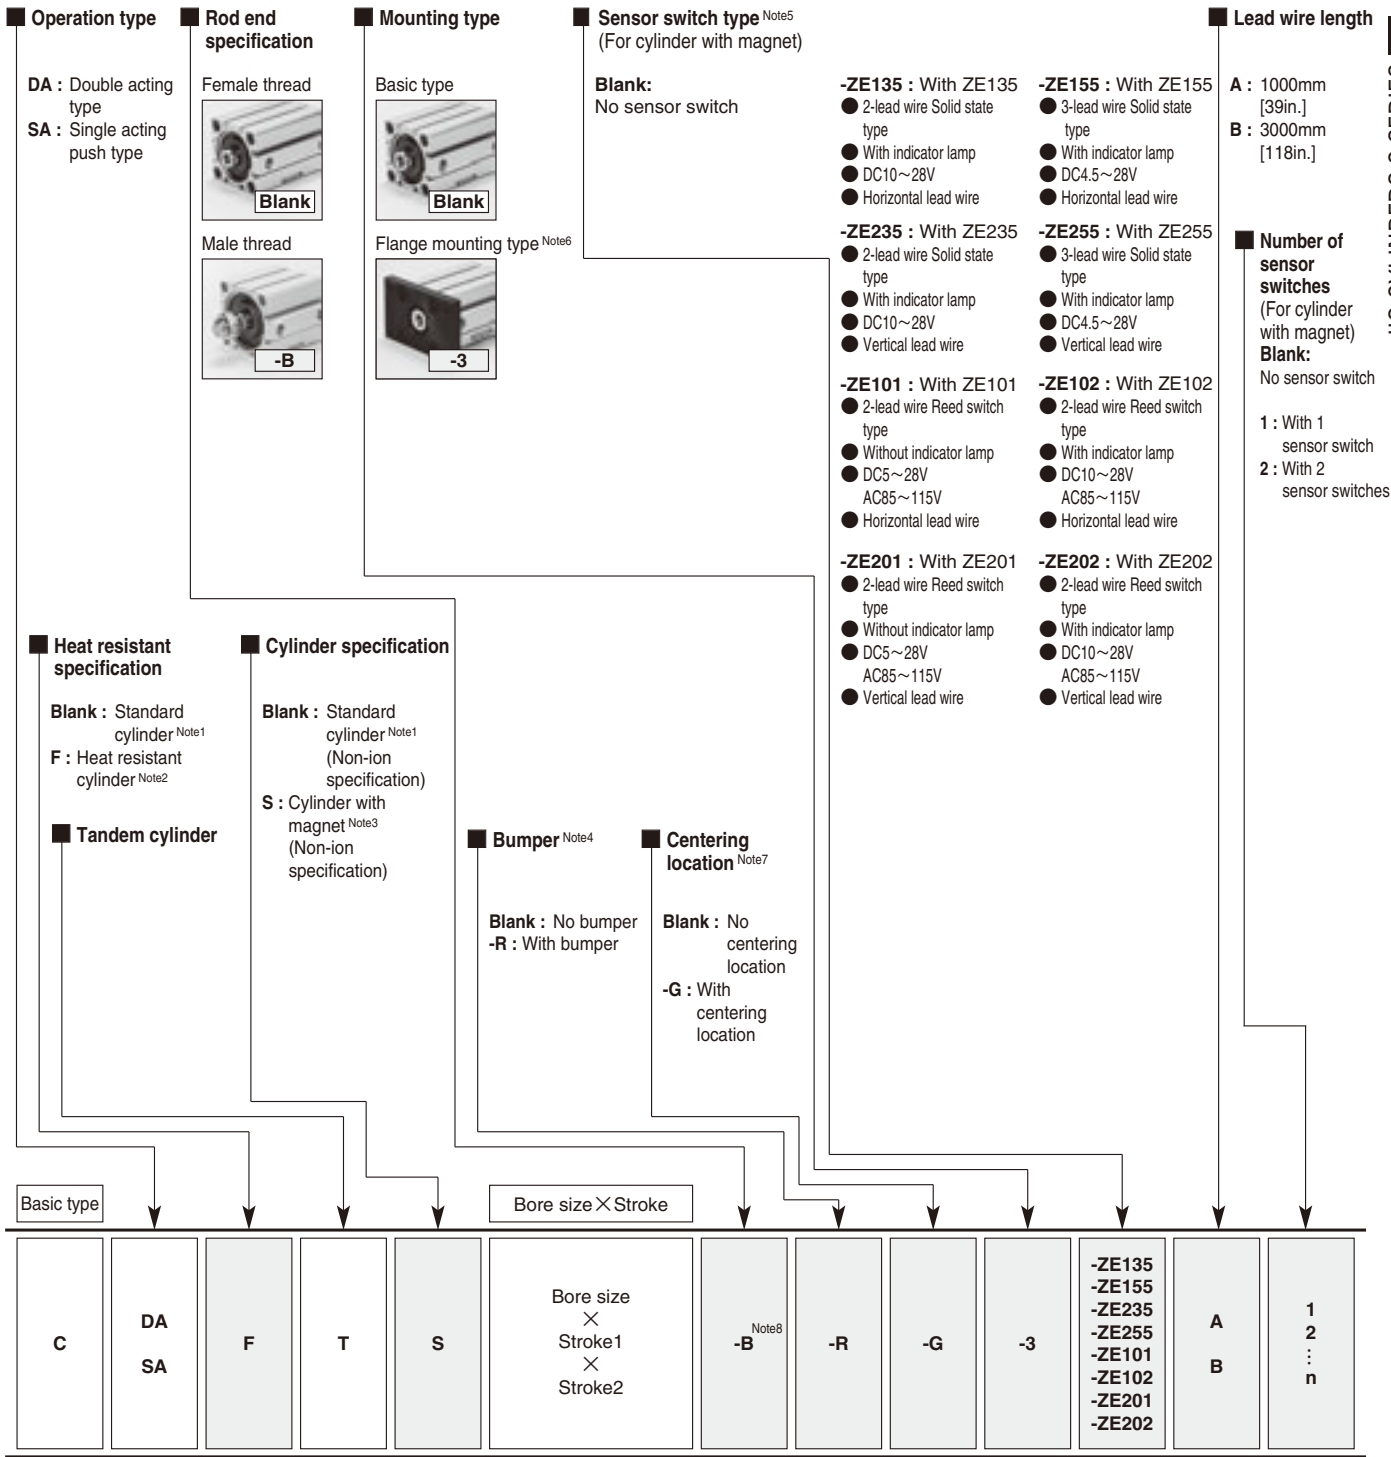 Operation type
DA : Double acting
type
SA : Single acting
push type
Rod end
specification
Female thread
Blank
Male thread
-B
Mounting type
Basic type
Blank
Flange mounting type Note6
-3
Sensor switch type Note5
(For cylinder with magnet)
Blank:
No sensor switch
-ZE135 : With ZE135
● 2-lead wire Solid state
type
● With indicator lamp
● DC10～28V
● Horizontal lead wire
-ZE235 : With ZE235
● 2-lead wire Solid state
type
● With indicator lamp
● DC10～28V
● Vertical lead wire
-ZE101 : With ZE101
● 2-lead wire Reed switch
type
● Without indicator lamp
● DC5～28V
AC85～115V
● Horizontal lead wire
-ZE201 : With ZE201
● 2-lead wire Reed switch
type
● Without indicator lamp
● DC5～28V
AC85～115V
● Vertical lead wire
-ZE155 : With ZE155
● 3-lead wire Solid state
type
● With indicator lamp
● DC4.5～28V
● Horizontal lead wire
-ZE255 : With ZE255
● 3-lead wire Solid state
type
● With indicator lamp
● DC4.5～28V
● Vertical lead wire
-ZE102 : With ZE102
● 2-lead wire Reed switch
type
● With indicator lamp
● DC10～28V
AC85～115V
● Horizontal lead wire
-ZE202 : With ZE202
● 2-lead wire Reed switch
type
● With indicator lamp
● DC10～28V
AC85～115V
● Vertical lead wire
Lead wire length
A : 1000mm
[39in.]
B : 3000mm
[118in.]
Number of
sensor
switches
(For cylinder
with magnet)
Blank:
No sensor switch
1 : With 1
sensor switch
2 : With 2
sensor switches
Heat resistant
specification
Blank : Standard
cylinder Note1
F : Heat resistant
cylinder Note2
Tandem cylinder
Cylinder specification
Blank : Standard
cylinder Note1
(Non-ion
specification)
S : Cylinder with
magnet Note3
(Non-ion
specification)
Bumper Note4
Blank : No bumper
-R : With bumper
Centering
location Note7
Blank : No
centering
location
-G : With
centering
location
Basic type
Bore size×Stroke
C
DA
SA
F
T
S
Bore size
×
Stroke1
×
Stroke2
-B Note8
-R
-G
-3
-ZE135
-ZE155
-ZE235
-ZE255
-ZE101
-ZE102
-ZE201
-ZE202
A
B
1
2
⋮
n